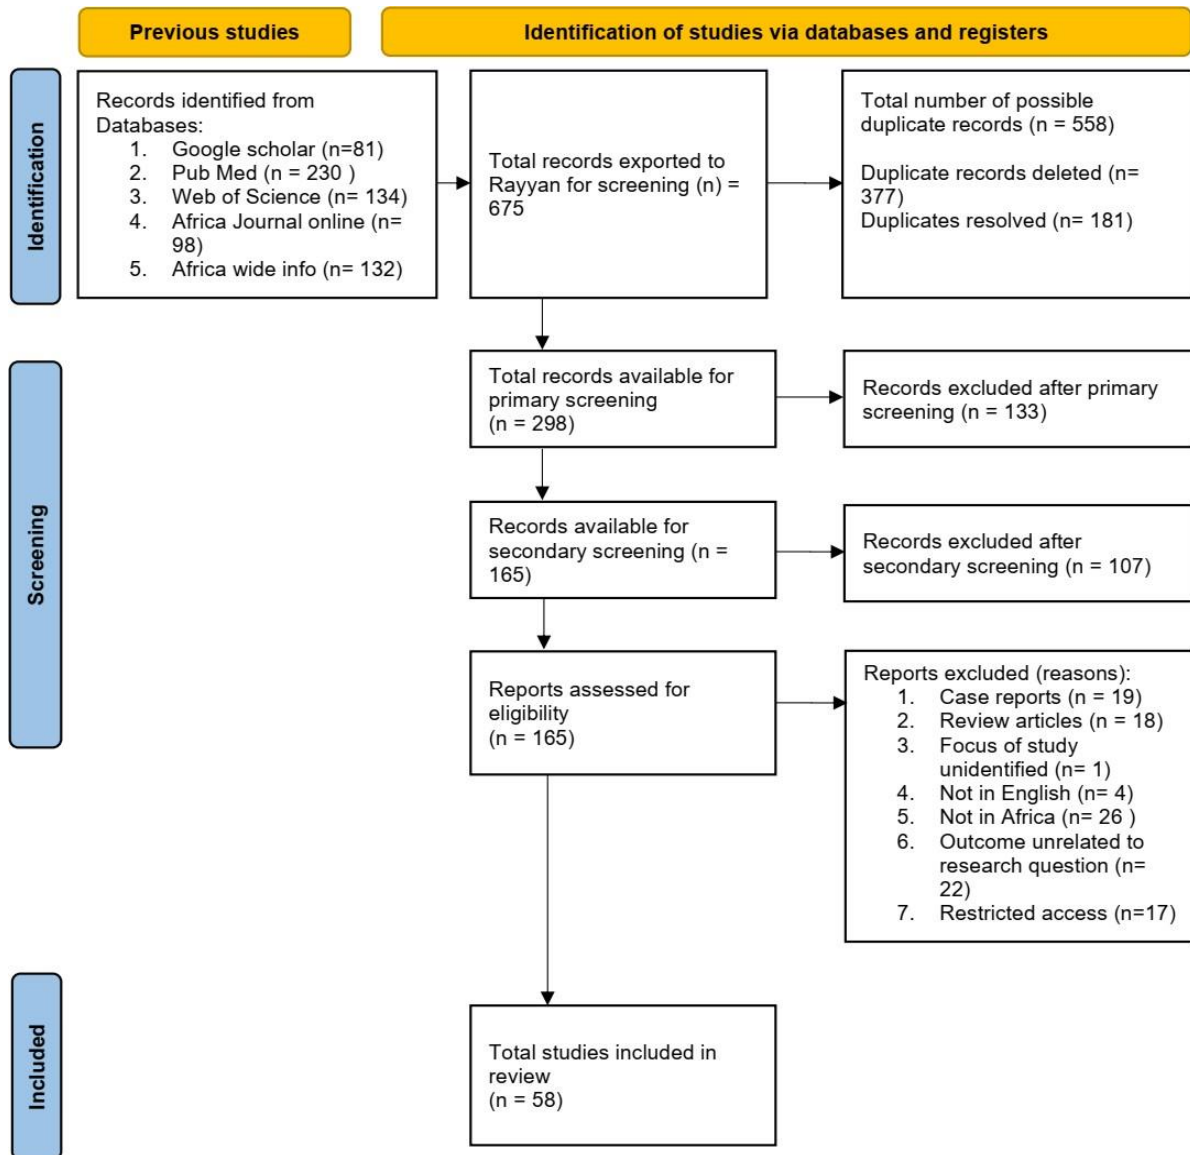 Previous studies
Identification of studies via databases and registers
Identification
Records identified from
Databases:
1. Google scholar (n=81)
2. Pub Med (n = 230 )
3. Web of Science (n= 134)
4. Africa Journal online (n=
98)
5. Africa wide info (n= 132)
Total records exported to
Rayyan for screening (n) =
675
Total number of possible
duplicate records (n = 558)
Duplicate records deleted (n=
377)
Duplicates resolved (n= 181)
Screening
Total records available for
primary screening
(n = 298)
Records excluded after primary
screening (n = 133)
Records available for
secondary screening (n =
165)
Records excluded after
secondary screening (n = 107)
Reports assessed for
eligibility
(n = 165)
Reports excluded (reasons):
1. Case reports (n = 19)
2. Review articles (n = 18)
3. Focus of study
unidentified (n= 1)
4. Not in English (n= 4)
5. Not in Africa (n= 26 )
6. Outcome unrelated to
research question (n=
22)
7. Restricted access (n=17)
Included
Total studies included in
review
(n = 58)